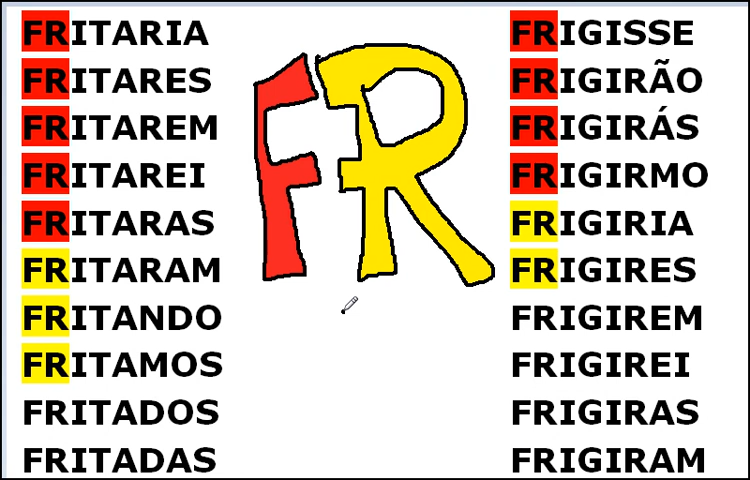 FRITARIA
FRITARES
FRITAREM
FRITAREI
FRITARAS
FRITARAM
FRITANDO
FRITAMOS
FRITADOS
FRITADAS
FR
FRIGISSE
FRIGIRÃO
FRIGIRÁS
FRIGIRMO
FRIGIRIA
FRIGIRES
FRIGIREM
FRIGIREI
FRIGIRAS
FRIGIRAM